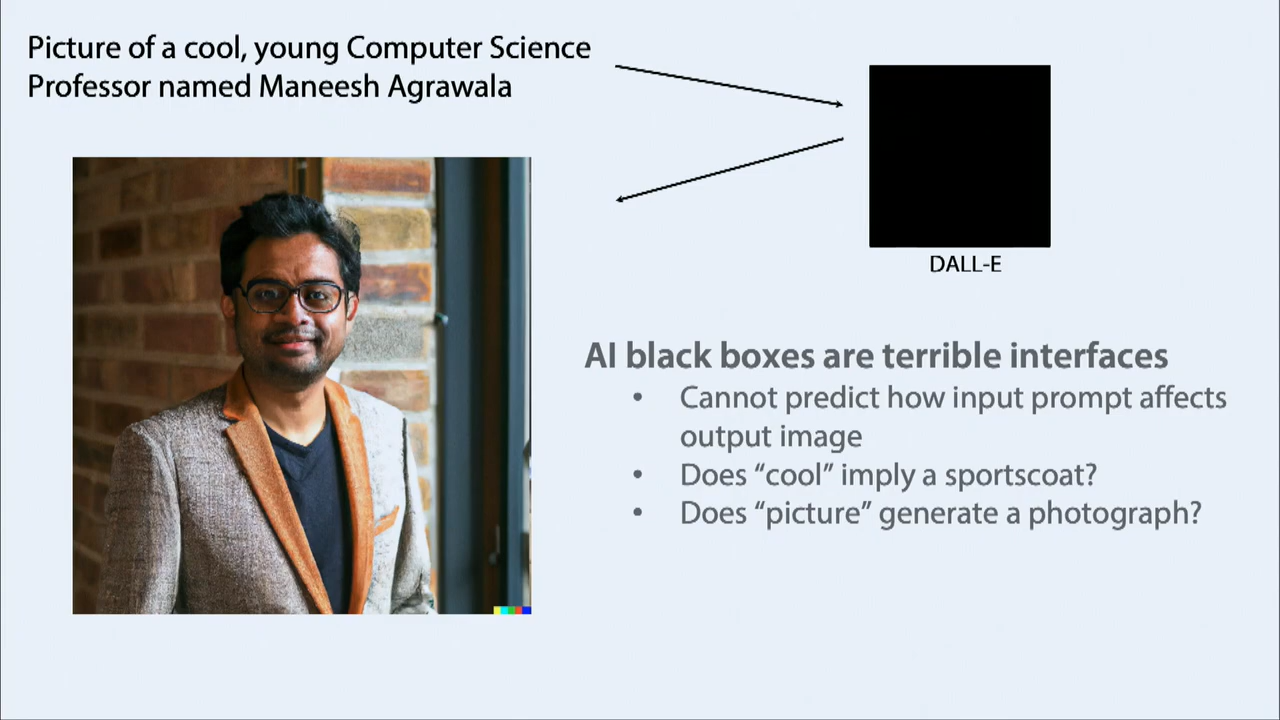 Picture of a cool, young Computer Science
Professor named Maneesh Agrawala
DALL-E
AI black boxes are terrible interfaces
• Cannot predict how input prompt affects
output image
• Does “cool” imply a sportscoat?
• Does “picture” generate a photograph?